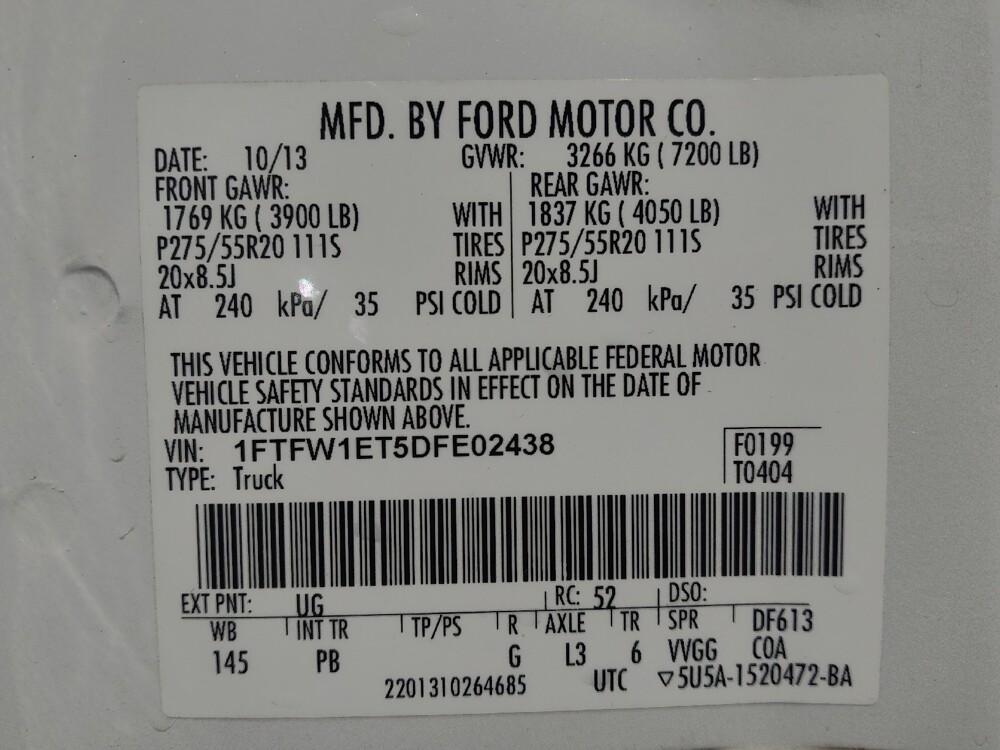 MFD. BY FORD MOTOR CO.
DATE: 10/13 GVWR: 3266 KG ( 7200 LB)
FRONT GAWR: REAR GAWR:
1769 KG ( 3900 LB) WITH 1837 KG ( 4050 LB) WITH
P275/55R20 111S TIRES P275/55R20 111S TIRES
20x8.5J RIMS 20x8.5J RIMS
AT 240 kPa/ 35 PSI COLD AT 240 kPa/ 35 PSI COLD
THIS VEHICLE CONFORMS TO ALL APPLICABLE FEDERAL MOTOR
VEHICLE SAFETY STANDARDS IN EFFECT ON THE DATE OF
MANUFACTURE SHOWN ABOVE.
VIN: 1FTFW1ET5DFE02438 F0199
TYPE: Truck T0404
EXT PNT: UG RC: 52 DSO:
WB INT TR TP/PS R AXLE TR SPR DF613
145 PB G L3 6 VVGG COA
2201310264685 UTC ▽5U5A-1520472-BA